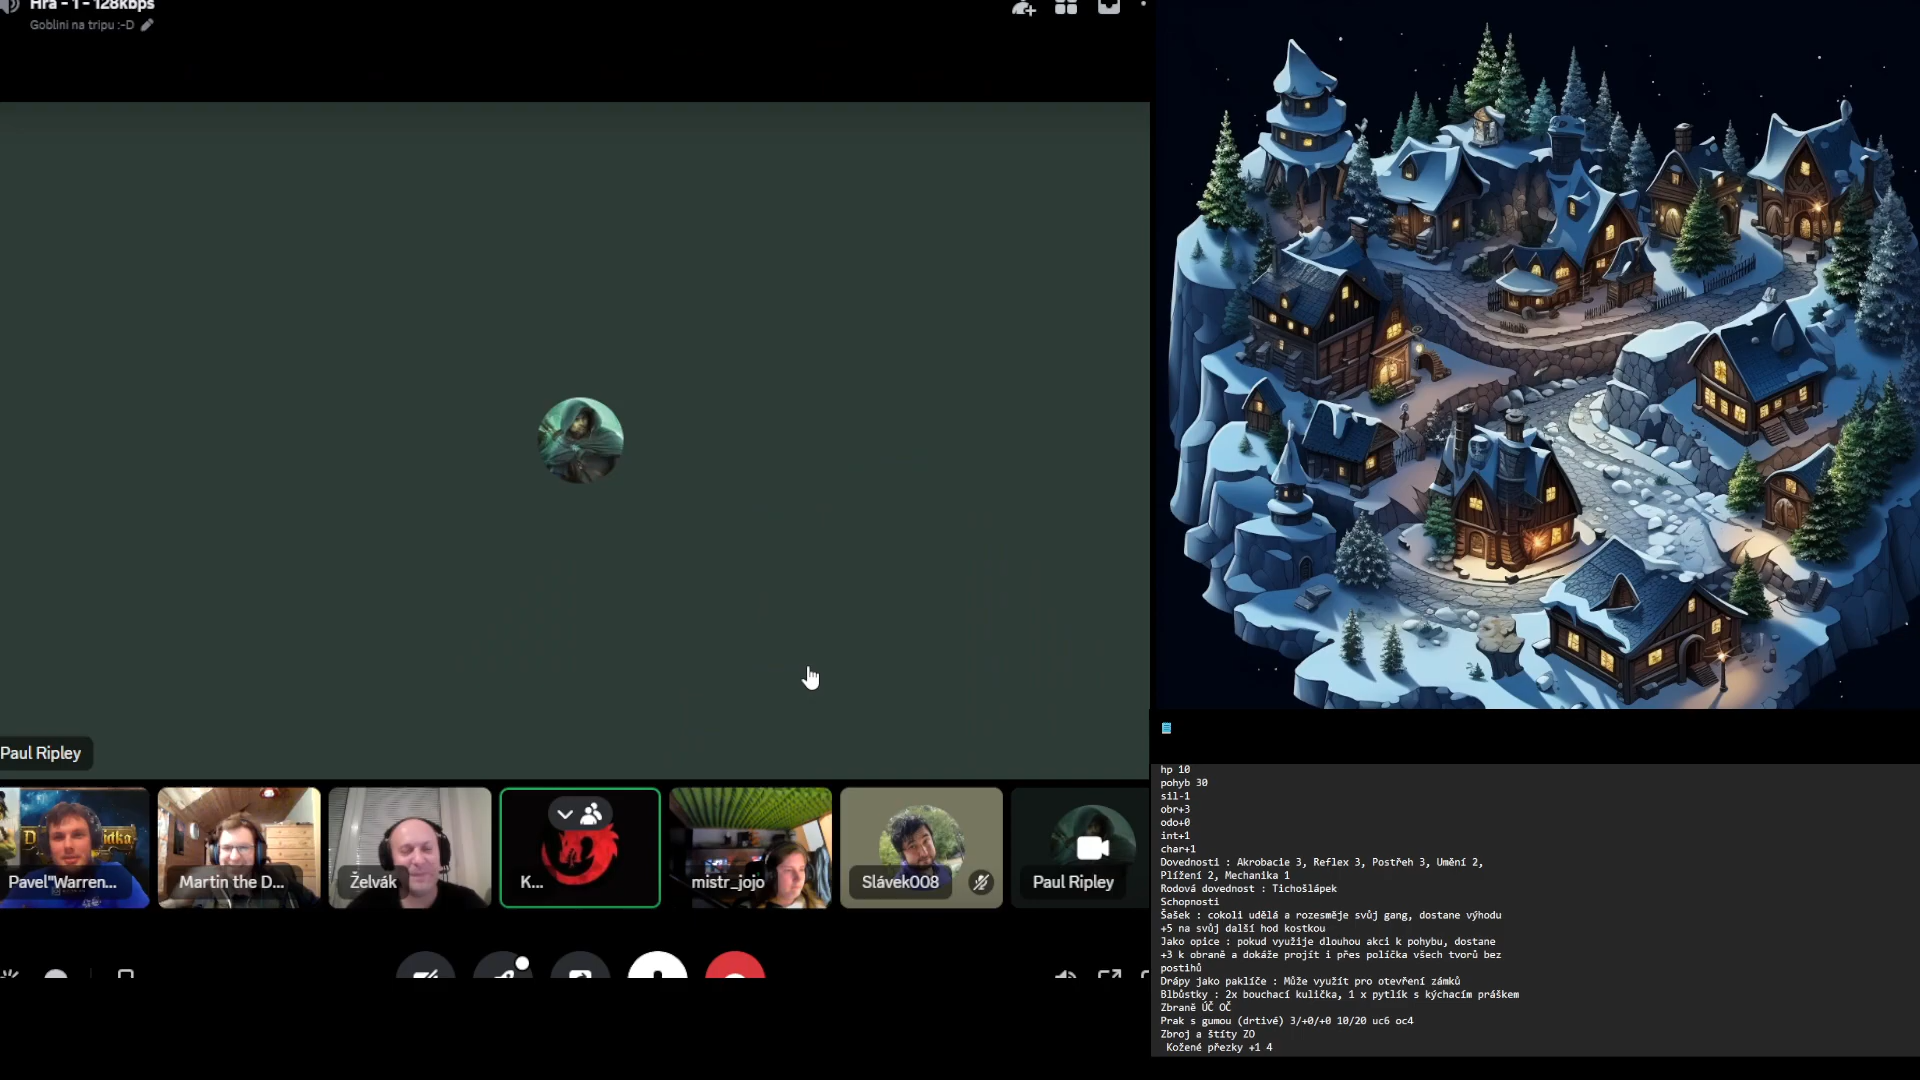 Hra - 1 - 128kbps
Goblini na tripu :-D
Paul Ripley
Pavel"Warren...
Martin the D...
Želvák
K...
mistr_jojo
Slávek008
Paul Ripley
hp 10
pohyb 30
sil-1
obr+3
odo+0
int+1
char+1
Dovednosti : Akrobacie 3, Reflex 3, Postřeh 3, Umění 2,
Plížení 2, Mechanika 1
Rodová dovednost : Tichošlápek
Schopnosti
Šašek : cokoli udělá a rozesměje svůj gang, dostane výhodu
+5 na svůj další hod kostkou
Jako opice : pokud využije dlouhou akci k pohybu, dostane
+3 k obraně a dokáže projít i přes políčka všech tvorů bez
postihů
Drápy jako paklíče : Může využít pro otevření zámků
Blbůstky : 2x bouchací kulička, 1 x pytlík s kýchacím práškem
Zbraně ÚČ OČ
Prak s gumou (drtivé) 3/+0/+0 10/20 uc6 oc4
Zbroj a štíty ZO
Kožené přezky +1 4